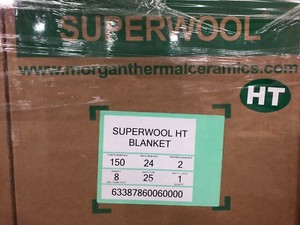 SUPERWOOL
www.morganthermalceramics.com
HT
SUPERWOOL HT
BLANKET
150 24 2
8 25 1
63387860060000